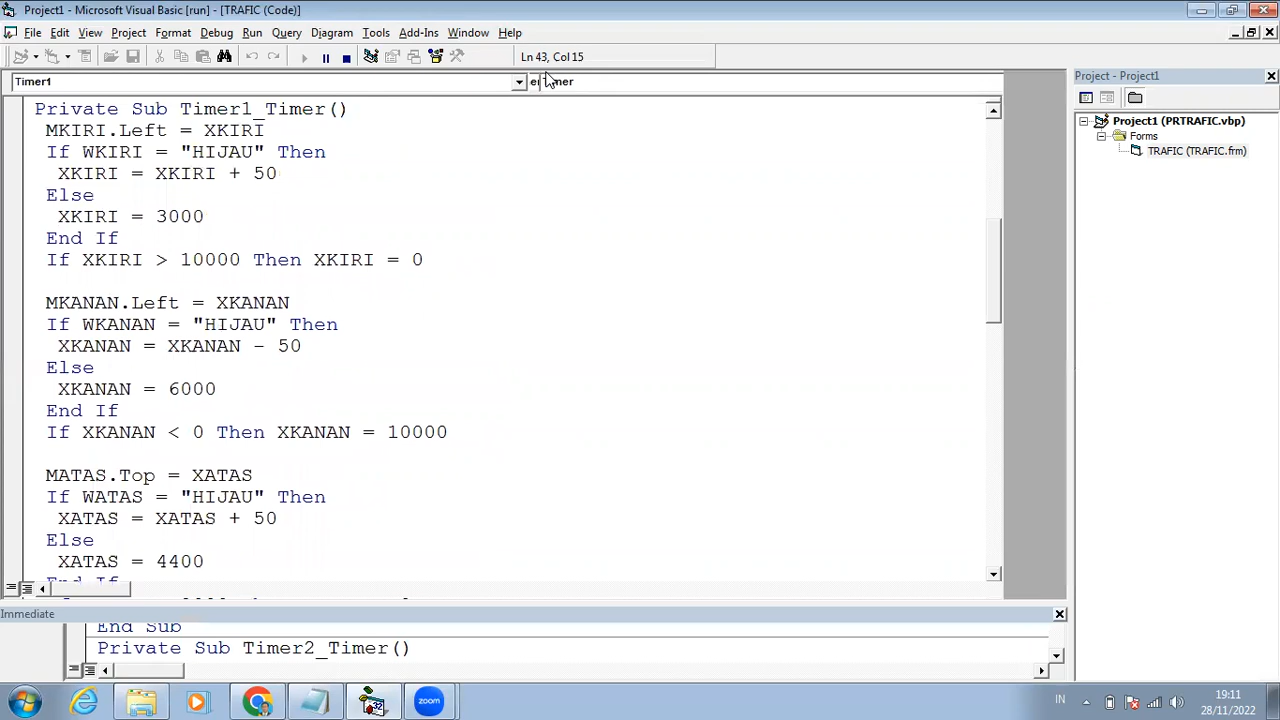 Project1 - Microsoft Visual Basic [run] - [TRAFIC (Code)]
File Edit View Project Format Debug Run Query Diagram Tools Add-Ins Window Help
Ln 43, Col 15
Timer1
Project - Project1
Private Sub Timer1_Timer()
MKIRI.Left = XKIRI
If WKIRI = "HIJAU" Then
XKIRI = XKIRI + 50
Else
XKIRI = 3000
End If
If XKIRI > 10000 Then XKIRI = 0
MKANAN.Left = XKANAN
If WKANAN = "HIJAU" Then
XKANAN = XKANAN - 50
Else
XKANAN = 6000
End If
If XKANAN < 0 Then XKANAN = 10000
MATAS.Top = XATAS
If WATAS = "HIJAU" Then
XATAS = XATAS + 50
Else
XATAS = 4400
End If
Project1 (PRTRAFIC.vbp)
Forms
TRAFIC (TRAFIC.frm)
Immediate
End Sub
Private Sub Timer2_Timer()
32
zoom
IN
19:11
28/11/2022